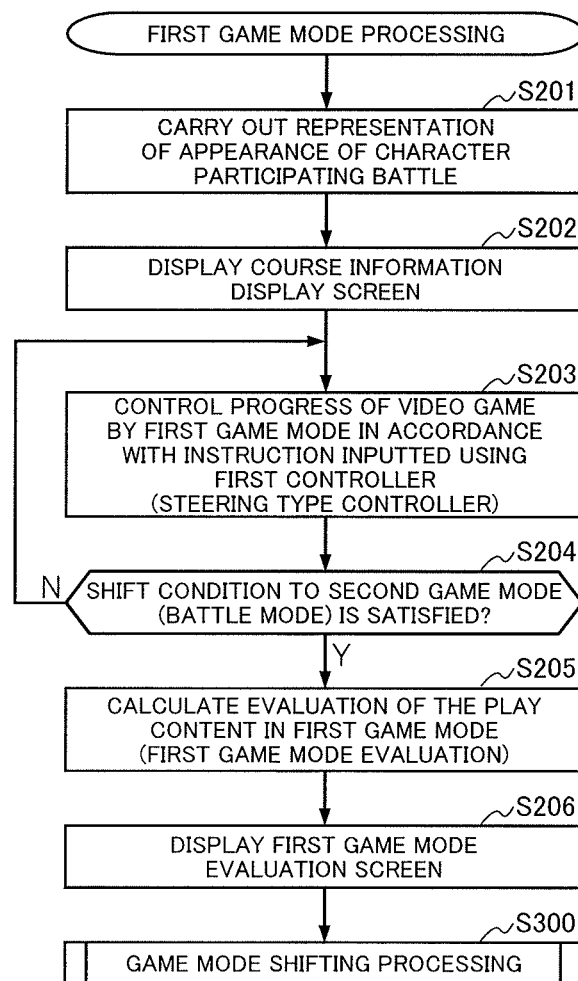 FIRST GAME MODE PROCESSING
S201
CARRY OUT REPRESENTATION
OF APPEARANCE OF CHARACTER
PARTICIPATING BATTLE
S202
DISPLAY COURSE INFORMATION
DISPLAY SCREEN
S203
CONTROL PROGRESS OF VIDEO GAME
BY FIRST GAME MODE IN ACCORDANCE
WITH INSTRUCTION INPUTTED USING
FIRST CONTROLLER
(STEERING TYPE CONTROLLER)
S204
N
SHIFT CONDITION TO SECOND GAME MODE
(BATTLE MODE) IS SATISFIED?
Y
S205
CALCULATE EVALUATION OF THE PLAY
CONTENT IN FIRST GAME MODE
(FIRST GAME MODE EVALUATION)
S206
DISPLAY FIRST GAME MODE
EVALUATION SCREEN
S300
GAME MODE SHIFTING PROCESSING